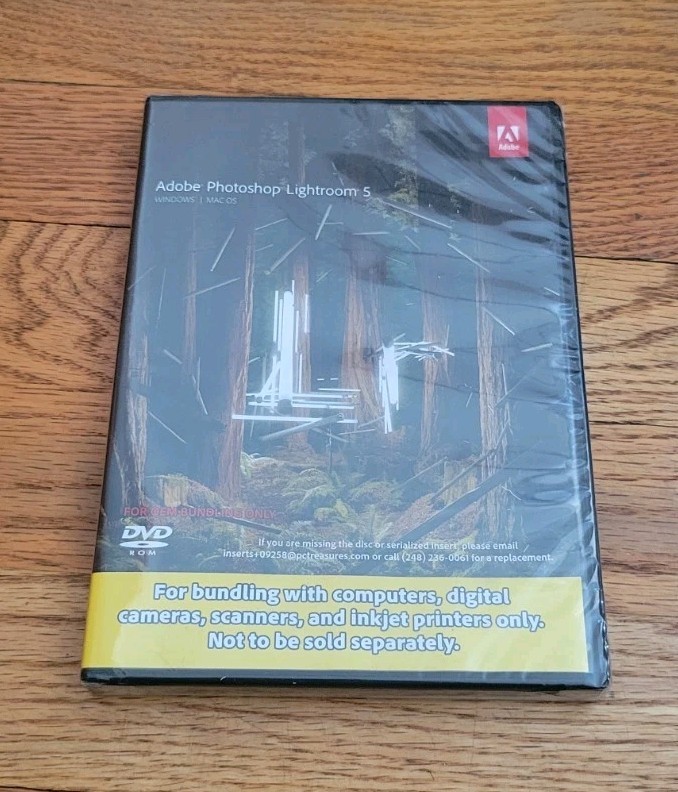 Adobe
Adobe Photoshop Lightroom 5
WINDOWS | MAC OS
Lr
FOR OEM BUNDLERS ONLY
DVD
ROM
If you are missing the disc or serialized insert, please email
inserts+09258@pctreasures.com or call (248) 236-0061 for a replacement.
For bundling with computers, digital
cameras, scanners, and inkjet printers only.
Not to be sold separately.